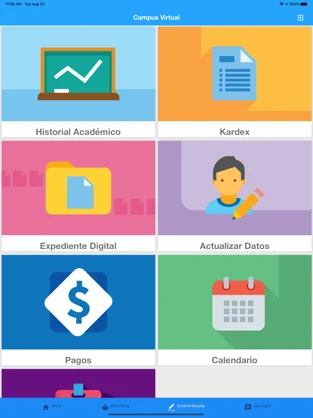 11:00 AM Tue Aug 24
100%
Campus Virtual
Historial Académico
Kardex
Expediente Digital
Actualizar Datos
$
Pagos
Calendario
Inicio
Biblioteca
Control Escolar
Mensajes